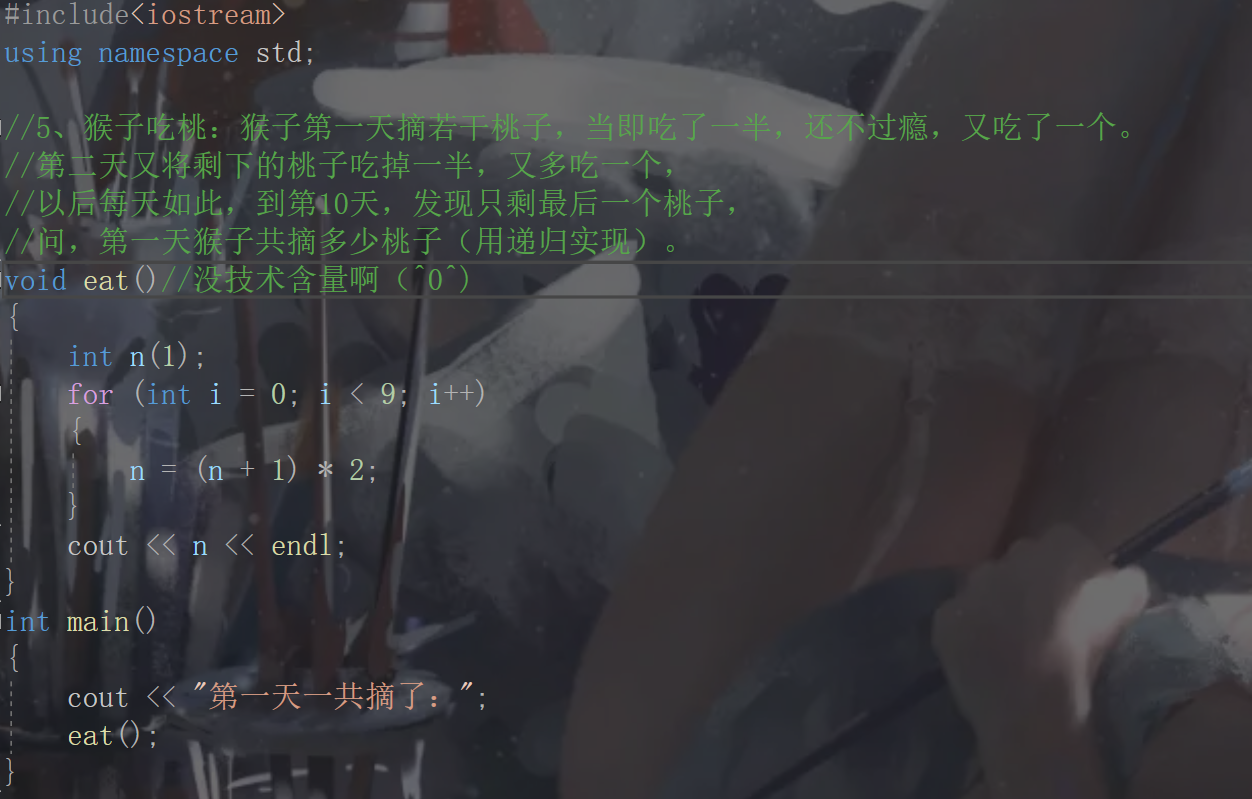 #include<iostream>
using namespace std;
//5、猴子吃桃：猴子第一天摘若干桃子，当即吃了一半，还不过瘾，又吃了一个。
//第二天又将剩下的桃子吃掉一半，又多吃一个，
//以后每天如此，到第10天，发现只剩最后一个桃子，
//问，第一天猴子共摘多少桃子（用递归实现）。
void eat()//没技术含量啊（^0^)
{
int n(1);
for (int i = 0; i < 9; i++)
{
n = (n + 1) * 2;
}
cout << n << endl;
}
int main()
{
cout << "第一天一共摘了：";
eat();
}